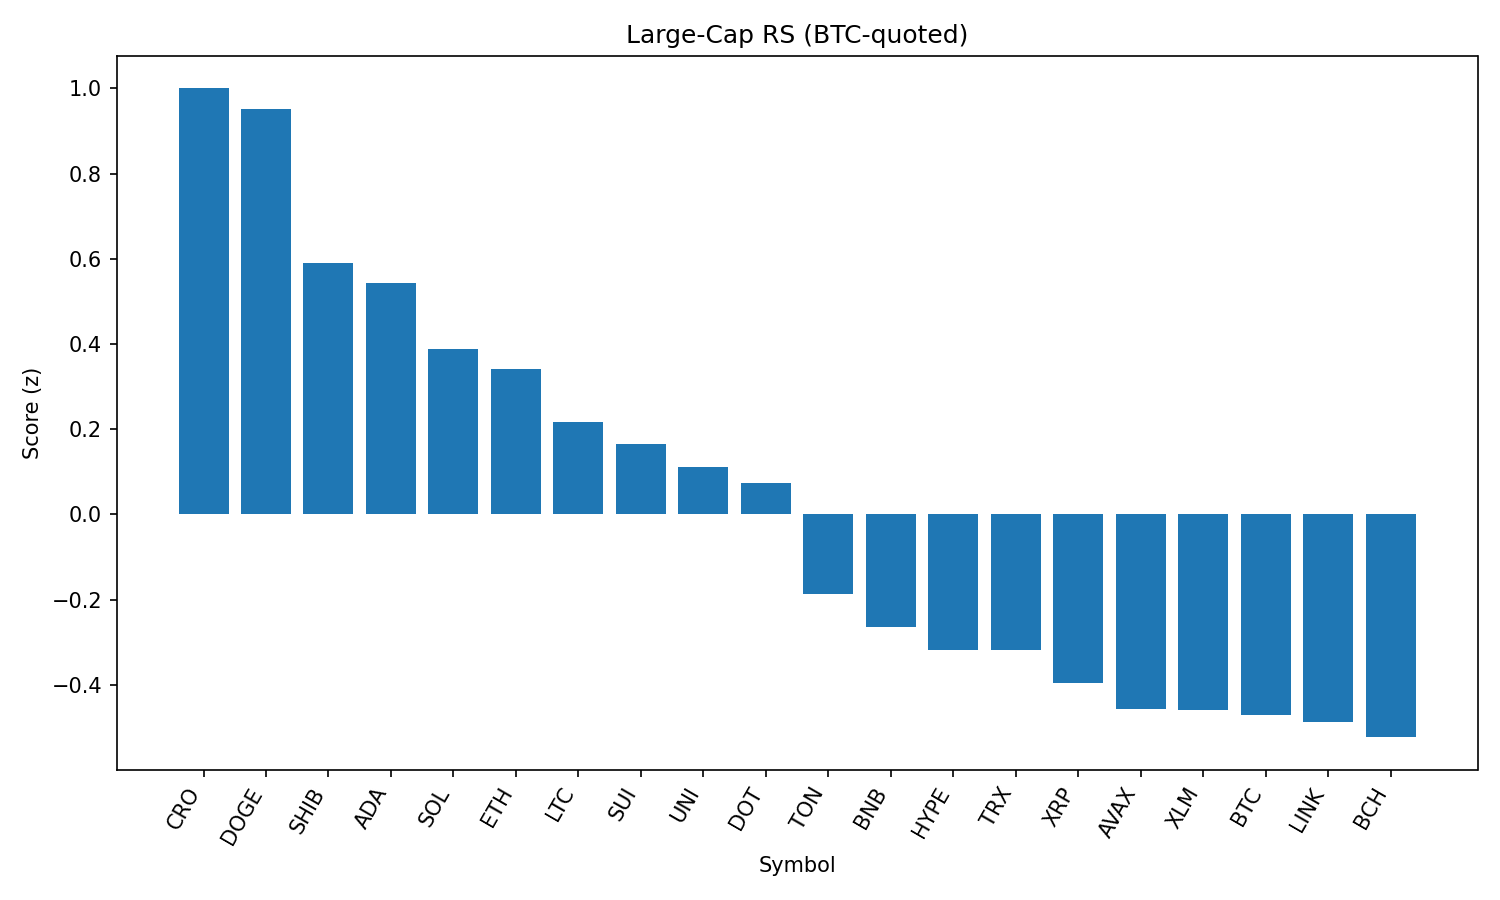 Large-Cap RS (BTC-quoted)
1.0
0.8
0.6
0.4
0.2
0.0
−0.2
−0.4
Score (z)
CRO
DOGE
SHIB
ADA
SOL
ETH
LTC
SUI
UNI
DOT
TON
BNB
HYPE
TRX
XRP
AVAX
XLM
BTC
LINK
BCH
Symbol